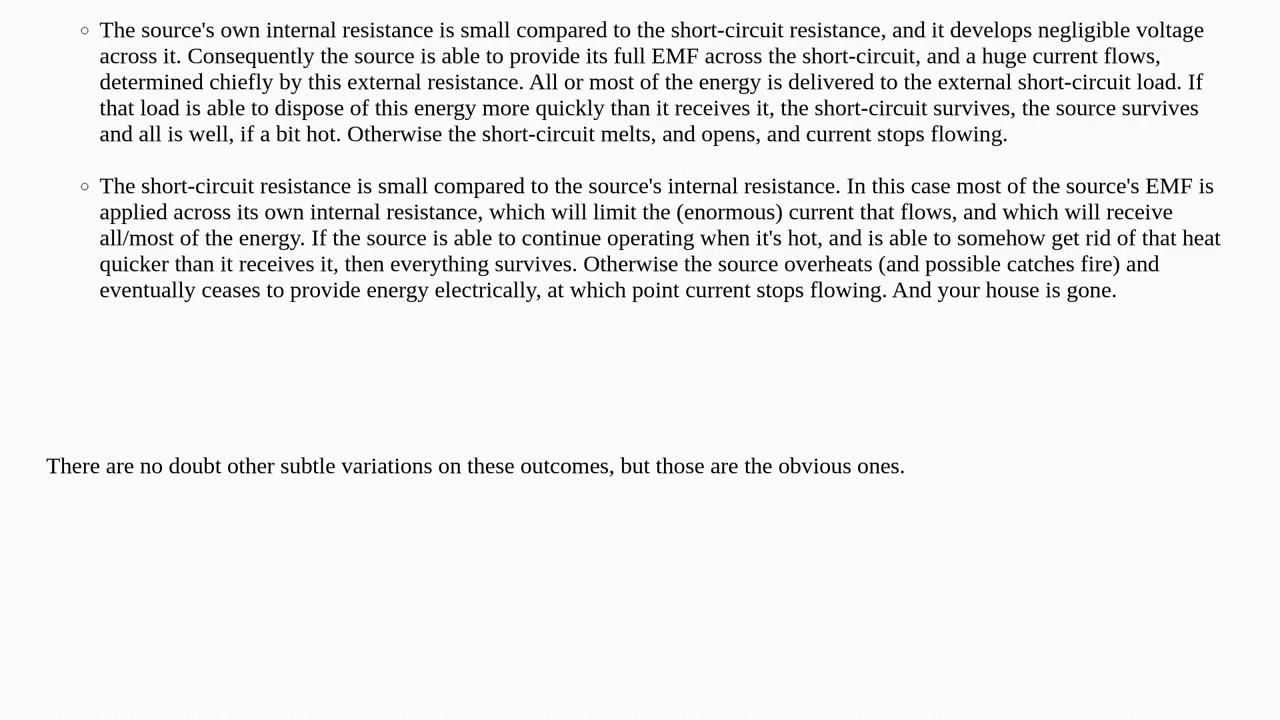 The source's own internal resistance is small compared to the short-circuit resistance, and it develops negligible voltage
across it. Consequently the source is able to provide its full EMF across the short-circuit, and a huge current flows,
determined chiefly by this external resistance. All or most of the energy is delivered to the external short-circuit load. If
that load is able to dispose of this energy more quickly than it receives it, the short-circuit survives, the source survives
and all is well, if a bit hot. Otherwise the short-circuit melts, and opens, and current stops flowing.
The short-circuit resistance is small compared to the source's internal resistance. In this case most of the source's EMF is
applied across its own internal resistance, which will limit the (enormous) current that flows, and which will receive
all/most of the energy. If the source is able to continue operating when it's hot, and is able to somehow get rid of that heat
quicker than it receives it, then everything survives. Otherwise the source overheats (and possible catches fire) and
eventually ceases to provide energy electrically, at which point current stops flowing. And your house is gone.
There are no doubt other subtle variations on these outcomes, but those are the obvious ones.